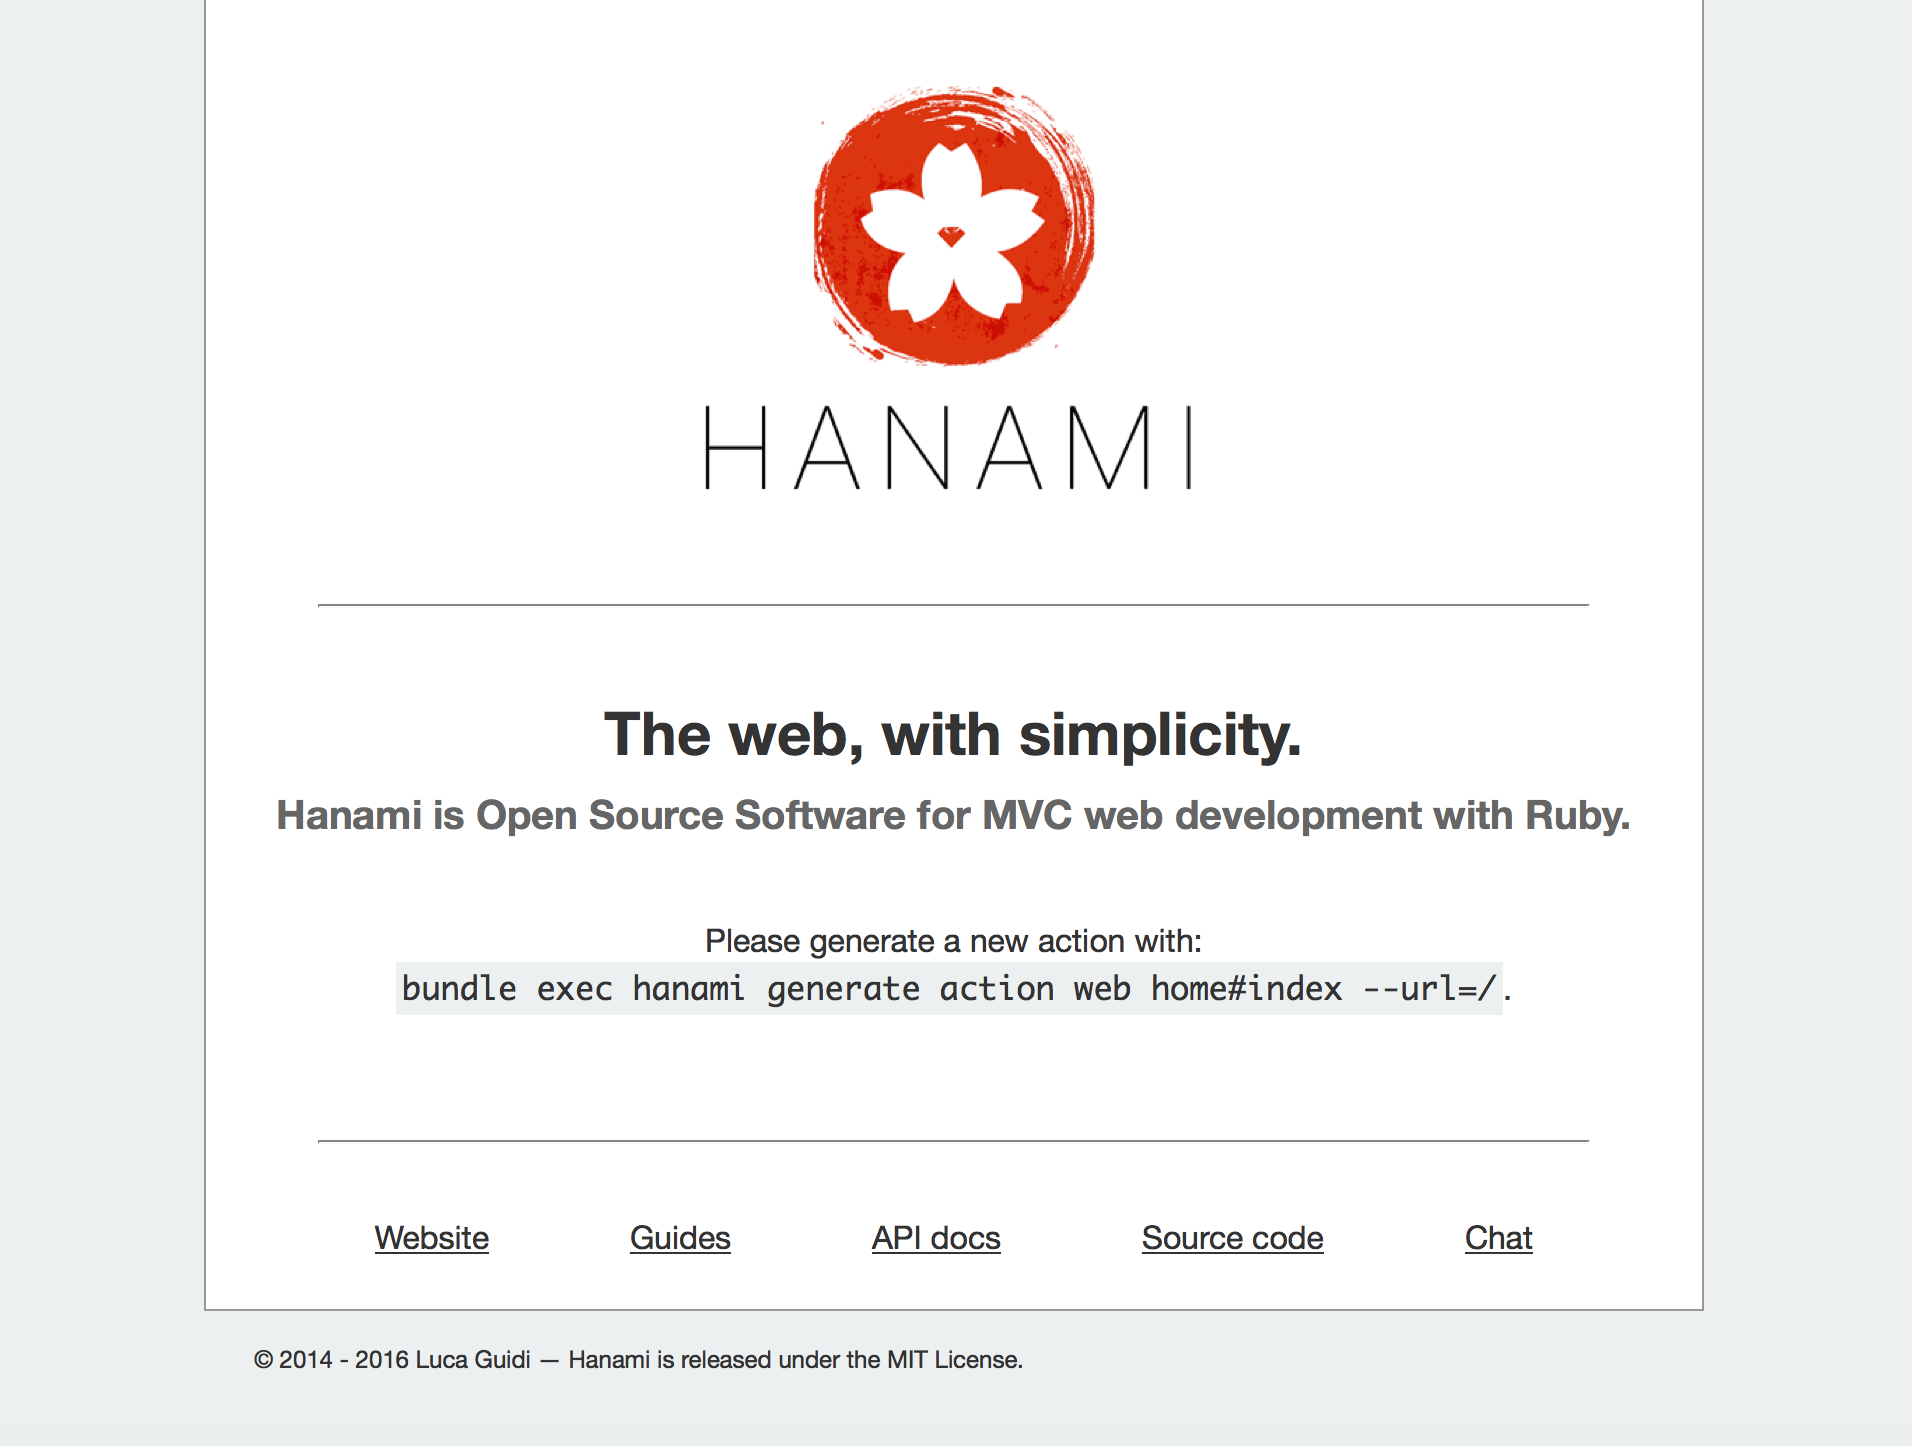 HANAMI
The web, with simplicity.
Hanami is Open Source Software for MVC web development with Ruby.
Please generate a new action with:
bundle exec hanami generate action web home#index --url=/.
Website Guides API docs Source code Chat
© 2014 - 2016 Luca Guidi — Hanami is released under the MIT License.